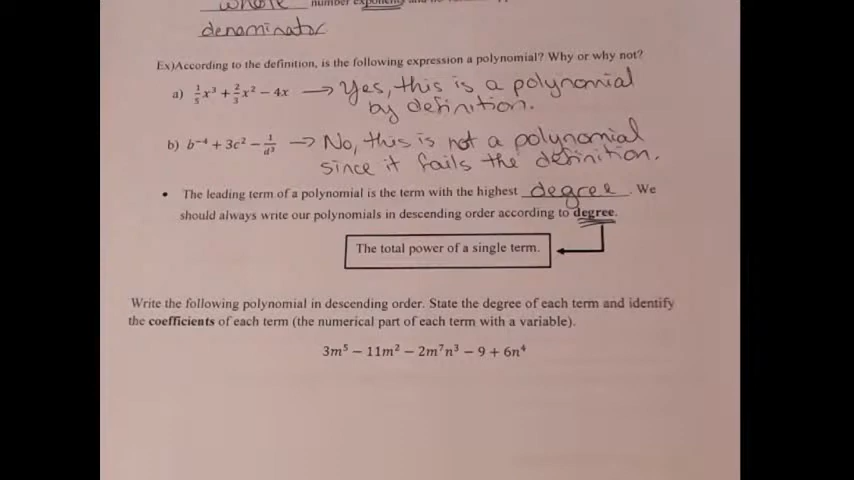 whole number exponents
denominator
Ex)According to the definition, is the following expression a polynomial? Why or why not?
a) 1/5x³ + 2/3x² − 4x → Yes, this is a polynomial
by definition.
b) b⁻⁴ + 3c² − 1/d³ → No, this is not a polynomial
since it fails the definition.
• The leading term of a polynomial is the term with the highest degree. We
should always write our polynomials in descending order according to degree.
The total power of a single term.
Write the following polynomial in descending order. State the degree of each term and identify
the coefficients of each term (the numerical part of each term with a variable).
3m⁵ − 11m² − 2m⁷n³ − 9 + 6n⁴